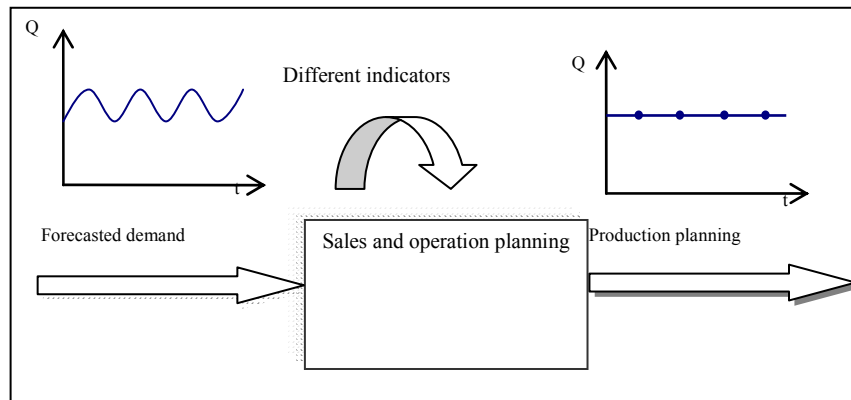 Q
Different indicators
Q
t
t
Forecasted demand
Sales and operation planning
Production planning